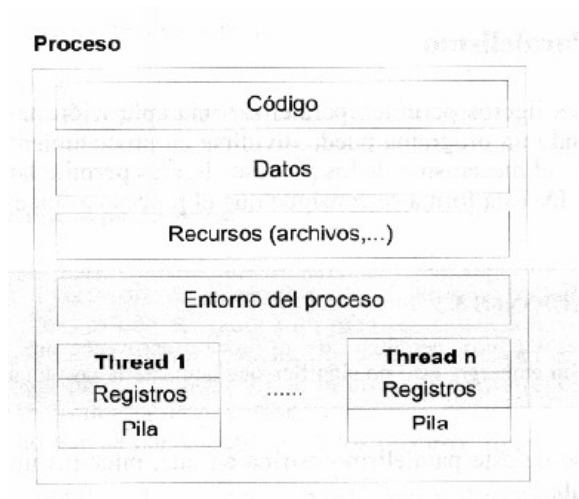 Proceso
Código
Datos
Recursos (archivos,...)
Entorno del proceso
Thread 1
Registros
Pila
......
Thread n
Registros
Pila